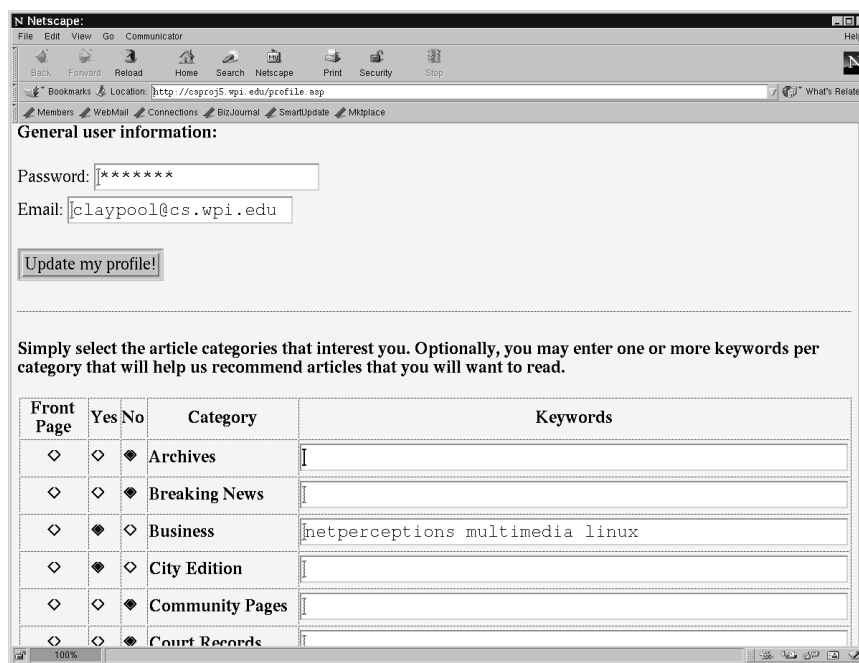 N Netscape:
File Edit View Go Communicator Help
Back Forward Reload Home Search Netscape Print Security Stop
Bookmarks Location: http://csproj5.wpi.edu/profile.asp What's Relate
Members WebMail Connections BizJournal SmartUpdate Mktplace
General user information:
Password: *******
Email: claypool@cs.wpi.edu
Update my profile!
Simply select the article categories that interest you. Optionally, you may enter one or more keywords per
category that will help us recommend articles that you will want to read.
Front Page Yes No Category Keywords
Archives
Breaking News
Business netperceptions multimedia linux
City Edition
Community Pages
Court Records
100%